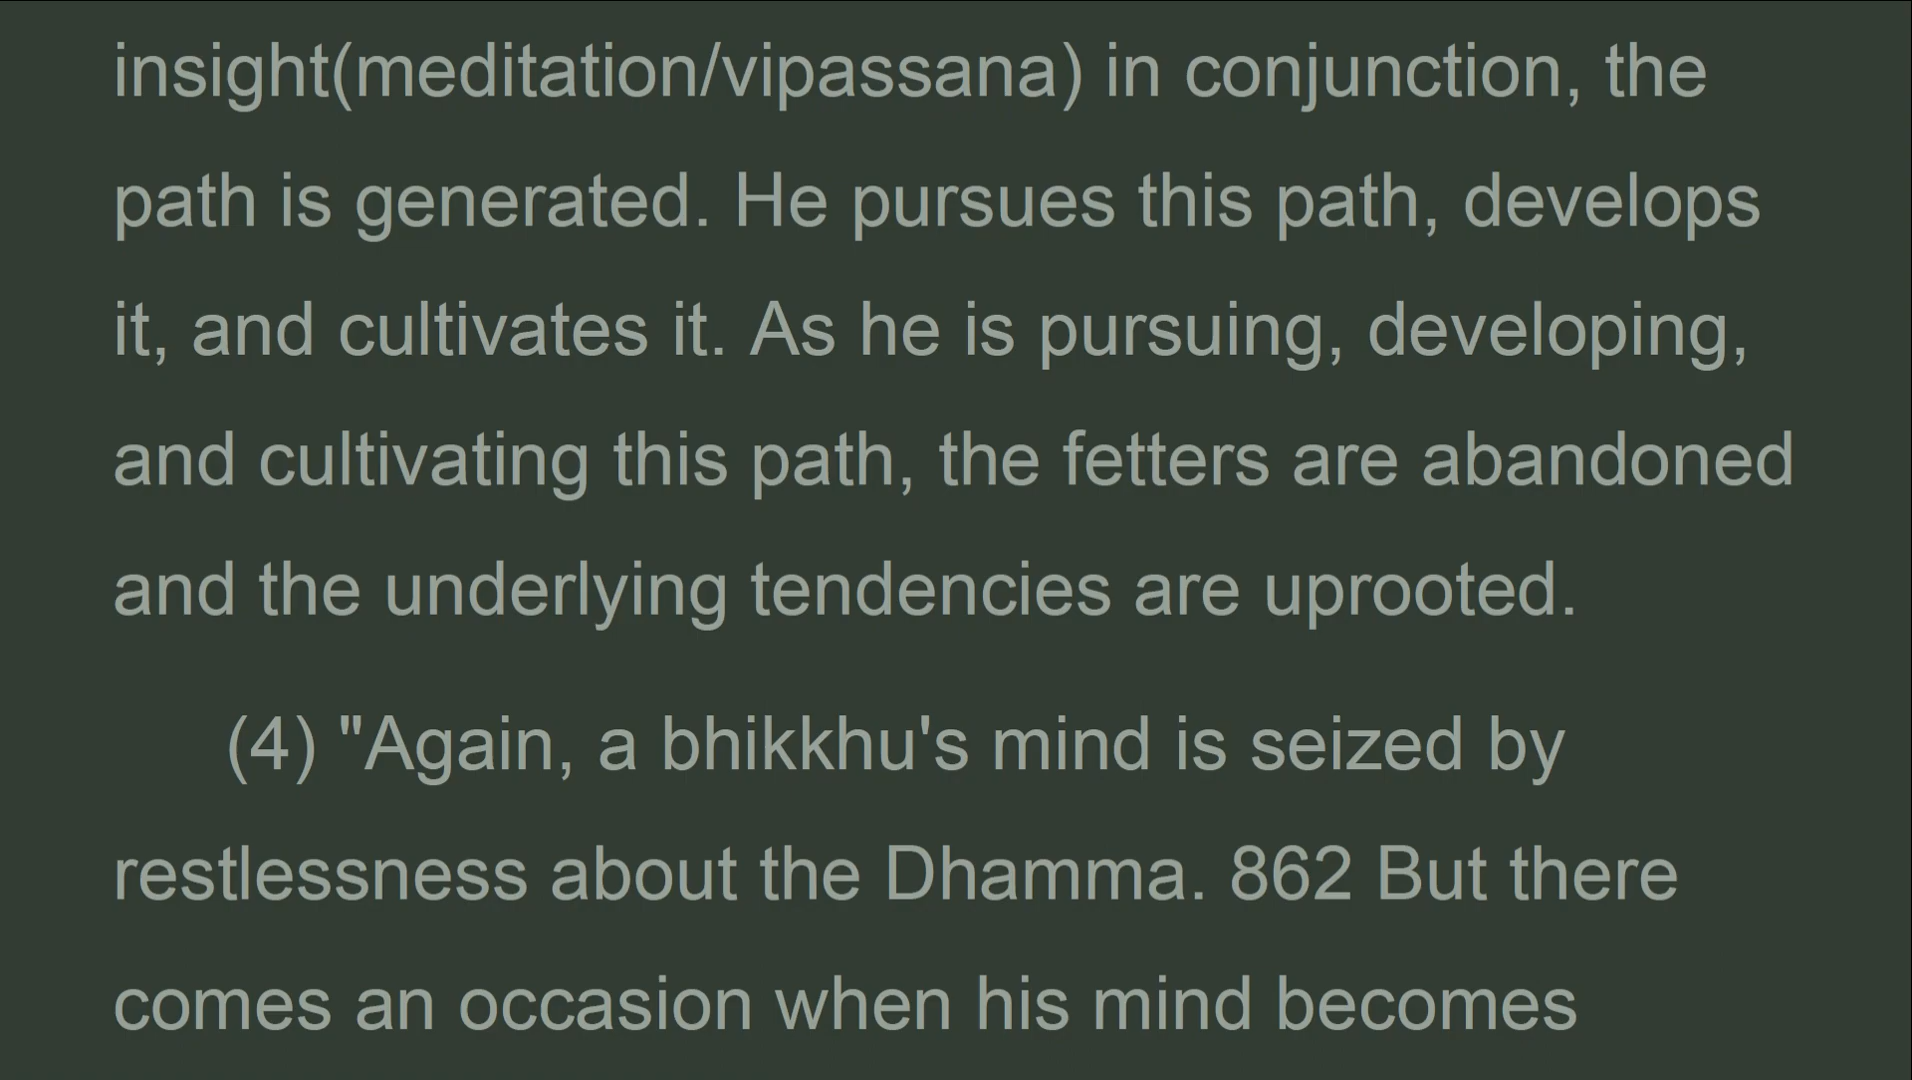 insight(meditation/vipassana) in conjunction, the
path is generated. He pursues this path, develops
it, and cultivates it. As he is pursuing, developing,
and cultivating this path, the fetters are abandoned
and the underlying tendencies are uprooted.
(4) "Again, a bhikkhu's mind is seized by
restlessness about the Dhamma. 862 But there
comes an occasion when his mind becomes